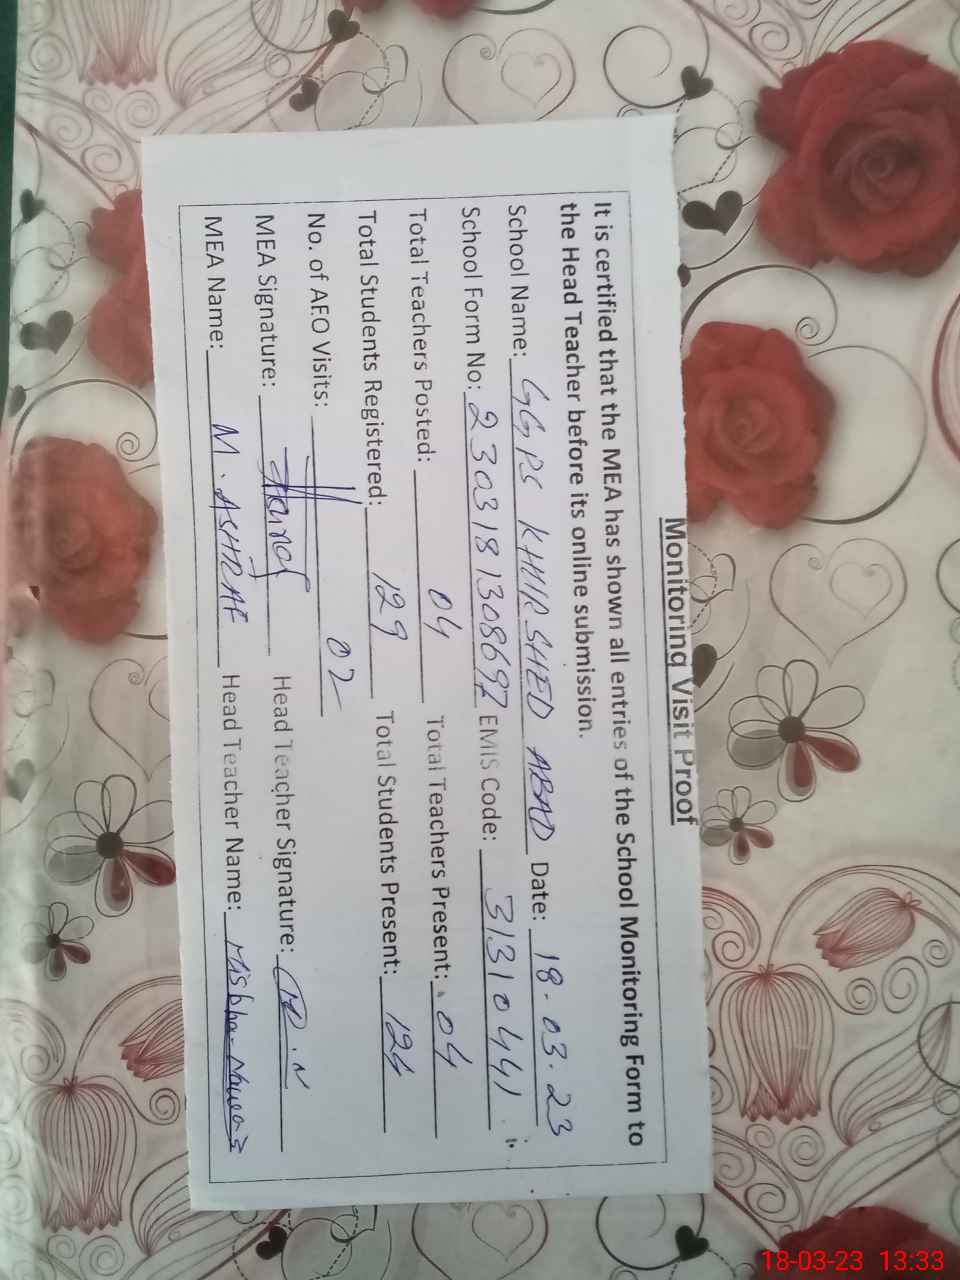 Monitoring Visit Proof
It is certified that the MEA has shown all entries of the School Monitoring Form to
the Head Teacher before its online submission.
School Name: GGPS KHURSHED ABAD Date: 18.03.23
School Form No: 2303181308697 EMIS Code: 31310441
Total Teachers Posted: 04 Total Teachers Present: 04
Total Students Registered: 129 Total Students Present: 124
No. of AEO Visits: 02
MEA Signature: Head Teacher Signature:
MEA Name: M. ASHRAF Head Teacher Name: Misbha Nawaz
18-03-23 13:33